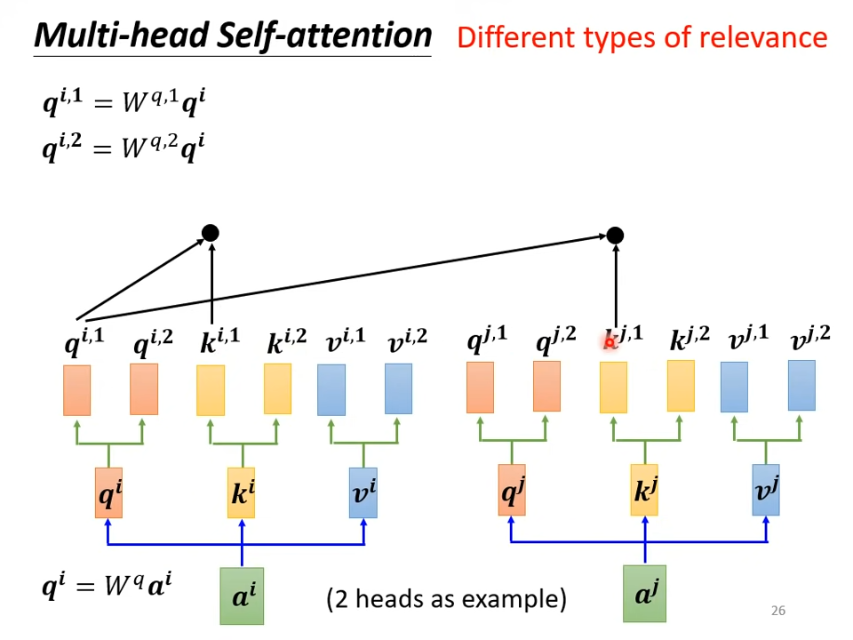 Multi-head Self-attention Different types of relevance
q^{i,1} = W^{q,1}q^i
q^{i,2} = W^{q,2}q^i
q^{i,1} q^{i,2} k^{i,1} k^{i,2} v^{i,1} v^{i,2} q^{j,1} q^{j,2} k^{j,1} k^{j,2} v^{j,1} v^{j,2}
q^i k^i v^i q^j k^j v^j
q^i = W^q a^i a^i (2 heads as example) a^j
26